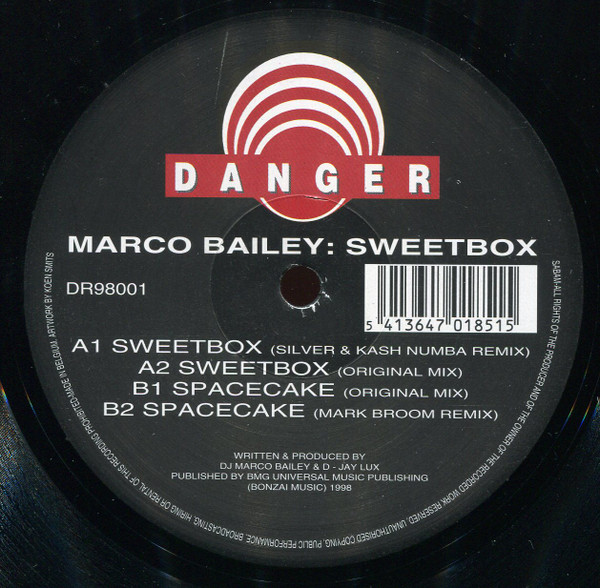 DANGER
MARCO BAILEY: SWEETBOX
DR98001
5 413647 018515
A1 SWEETBOX (SILVER & KASH NUMBA REMIX)
A2 SWEETBOX (ORIGINAL MIX)
B1 SPACECAKE (ORIGINAL MIX)
B2 SPACECAKE (MARK BROOM REMIX)
WRITTEN & PRODUCED BY
DJ MARCO BAILEY & D - JAY LUX
PUBLISHED BY BMG UNIVERSAL MUSIC PUBLISHING
(BONZAI MUSIC) 1998
SABAM-ALL RIGHTS OF THE PRODUCER AND OF THE OWNER OF THE RECORDED WORK RESERVED. UNAUTHORISED COPYING, PUBLIC PERFORMANCE, BROADCASTING, HIRING OR RENTAL OF THIS RECORDING PROHIBITED-MADE IN BELGIUM. ARTWORK BY KOEN SMITS